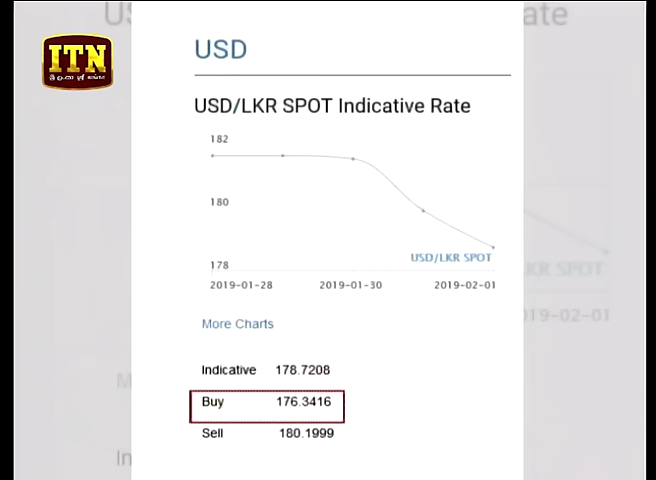 ITN
USD
USD/LKR SPOT Indicative Rate
182
180
178
USD/LKR SPOT
2019-01-28 2019-01-30 2019-02-01
More Charts
Indicative 178.7208
Buy 176.3416
Sell 180.1999